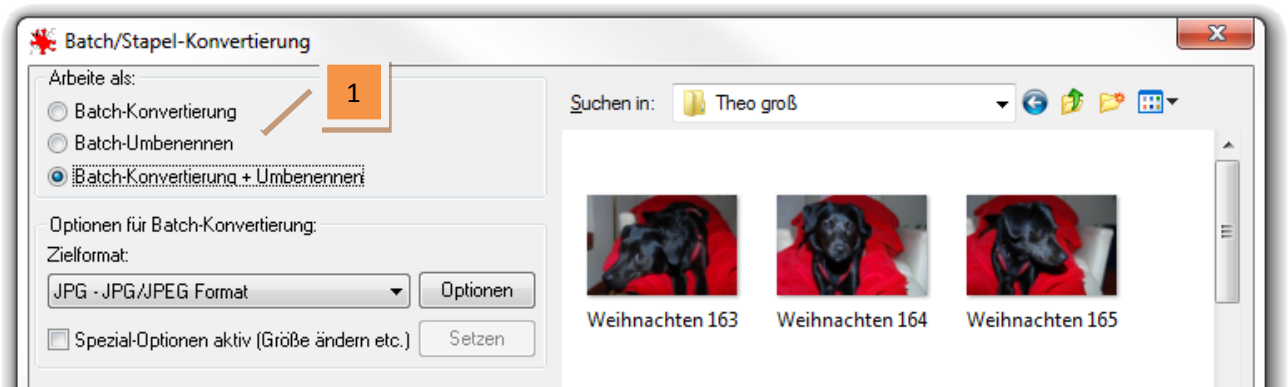 Batch/Stapel-Konvertierung
Arbeite als:
1
Batch-Konvertierung
Batch-Umbenennen
Batch-Konvertierung + Umbenennen
Optionen für Batch-Konvertierung:
Zielformat:
JPG - JPG/JPEG Format
Optionen
Spezial-Optionen aktiv (Größe ändern etc.)
Setzen
Suchen in:
Theo groß
Weihnachten 163
Weihnachten 164
Weihnachten 165